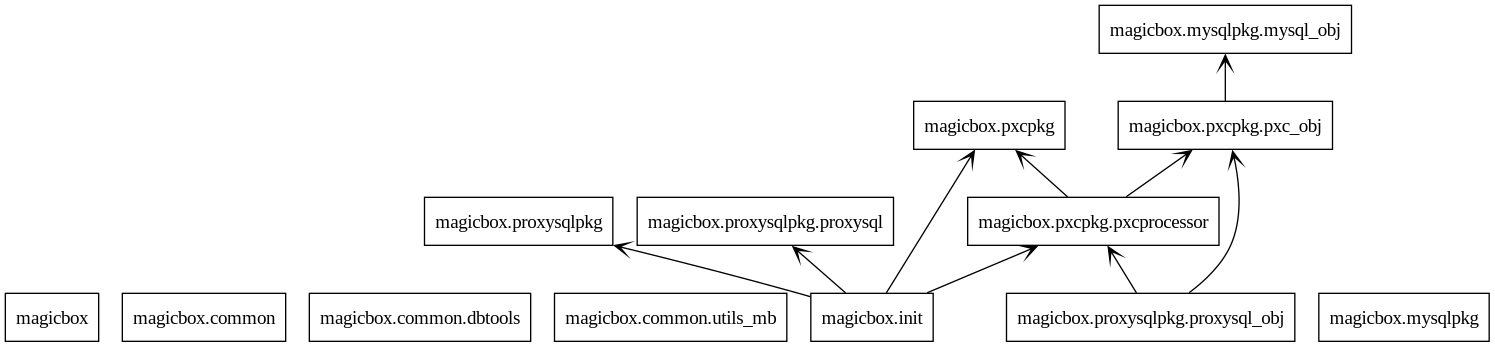 magicbox.mysqlpkg.mysql_obj
magicbox.pxcpkg
magicbox.pxcpkg.pxc_obj
magicbox.proxysqlpkg
magicbox.proxysqlpkg.proxysql
magicbox.pxcpkg.pxcprocessor
magicbox
magicbox.common
magicbox.common.dbtools
magicbox.common.utils_mb
magicbox.init
magicbox.proxysqlpkg.proxysql_obj
magicbox.mysqlpkg